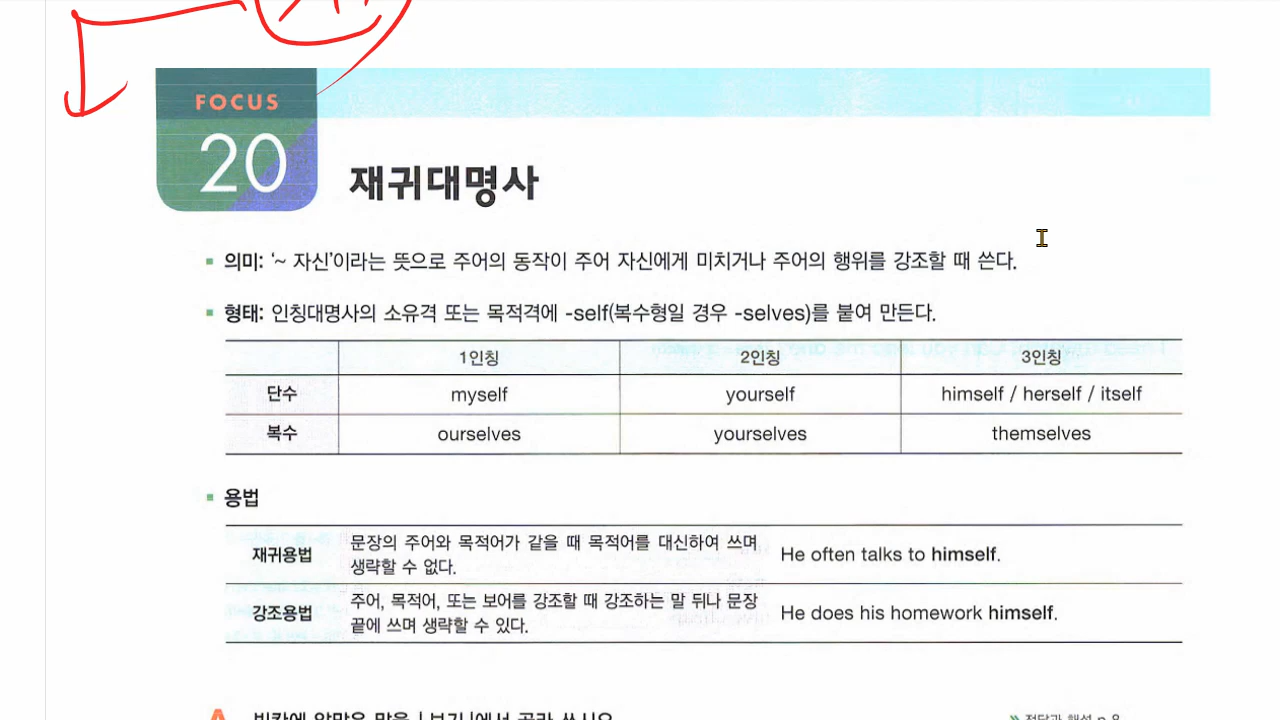 FOCUS
20
재귀대명사
의미: '~ 자신'이라는 뜻으로 주어의 동작이 주어 자신에게 미치거나 주어의 행위를 강조할 때 쓴다.
형태: 인칭대명사의 소유격 또는 목적격에 -self(복수형일 경우 -selves)를 붙여 만든다.
1인칭 2인칭 3인칭
단수 myself yourself himself / herself / itself
복수 ourselves yourselves themselves
용법
재귀용법 문장의 주어와 목적어가 같을 때 목적어를 대신하여 쓰며 생략할 수 없다. He often talks to himself.
강조용법 주어, 목적어, 또는 보어를 강조할 때 강조하는 말 뒤나 문장 끝에 쓰며 생략할 수 있다. He does his homework himself.